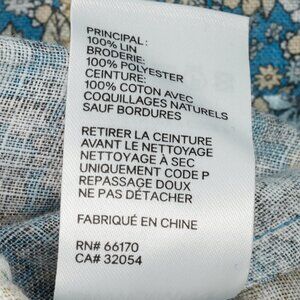 PRINCIPAL:
100% LIN
BRODERIE:
100% POLYESTER
CEINTURE:
100% COTON AVEC
COQUILLAGES NATURELS
SAUF BORDURES
RETIRER LA CEINTURE
AVANT LE NETTOYAGE
NETTOYAGE À SEC
UNIQUEMENT CODE P
REPASSAGE DOUX
NE PAS DÉTACHER
FABRIQUÉ EN CHINE
RN# 66170
CA# 32054